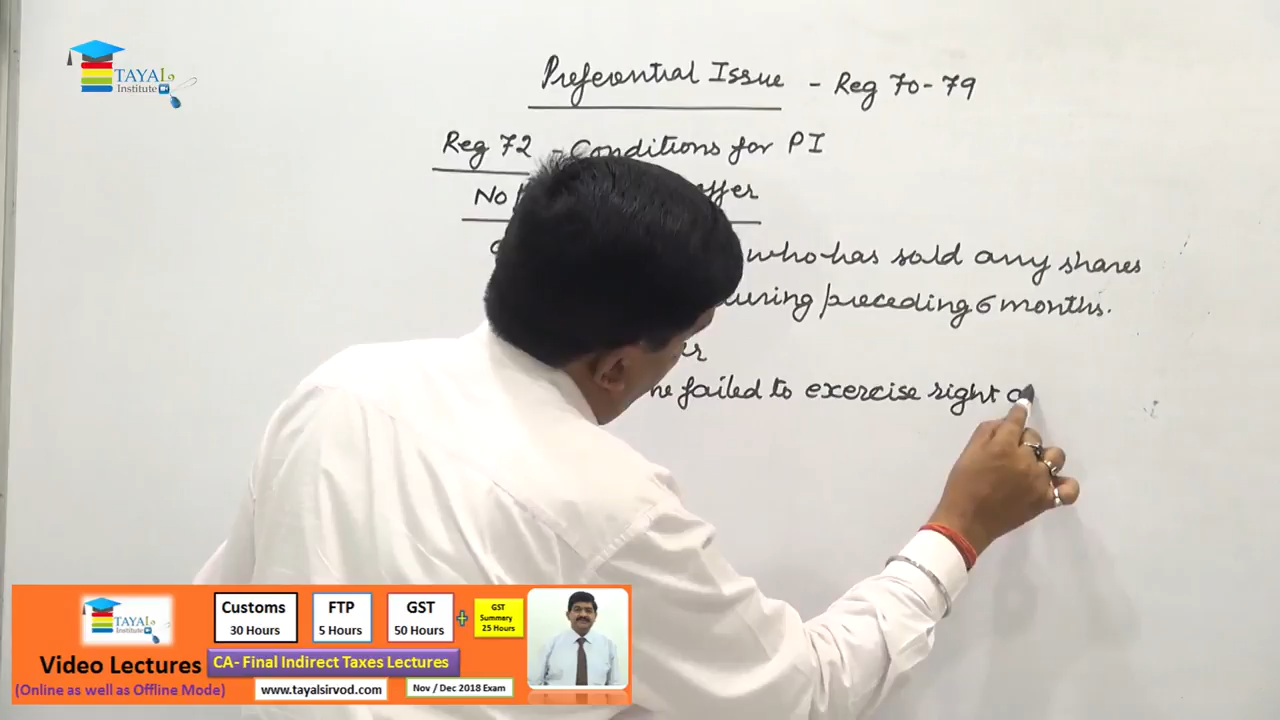 TAYAL
Institute
Preferential Issue - Reg 70-79
Reg 72 - Conditions for PI
No
who has sold any shares
during preceding 6 months.
he failed to exercise right
TAYAL
Institute
Customs
30 Hours
FTP
5 Hours
GST
50 Hours
+
GST
Summary
25 Hours
Video Lectures
CA- Final Indirect Taxes Lectures
(Online as well as Offline Mode)
www.tayalsirvod.com
Nov / Dec 2018 Exam